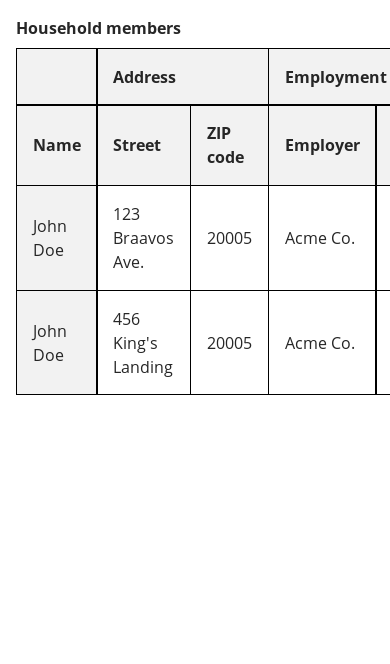 Household members
Address Employment
Name Street ZIP code Employer
John Doe 123 Braavos Ave. 20005 Acme Co.
John Doe 456 King's Landing 20005 Acme Co.